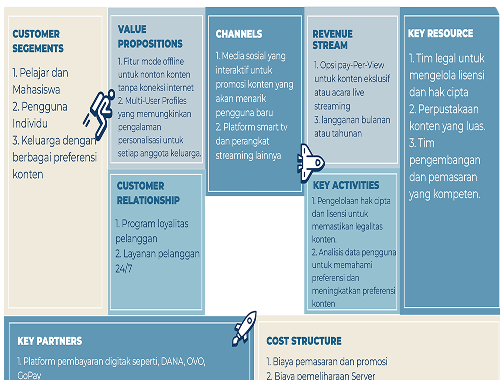 CUSTOMER
SEGEMENTS
1. Pelajar dan
Mahasiswa
2. Pengguna
Individu
3. Keluarga dengan
berbagai preferensi
konten
VALUE
PROPOSITIONS
1. Fitur mode offline
untuk nonton konten
tanpa koneksi internet
2. Multi-User Profiles
yang memungkinkan
pengalaman
personalisasi untuk
setiap anggota keluarga.
CUSTOMER
RELATIONSHIP
1. Program loyalitas
pelanggan
2. Layanan pelanggan
24/7
CHANNELS
1. Media sosial yang
interaktif untuk
promosi konten yang
akan menarik
pengguna baru
2. Platform smart tv
dan perangkat
streaming lainnya
REVENUE
STREAM
1. Opsi pay-Per-View
untuk konten ekslusif
atau acara live
streaming
3. langganan bulanan
atau tahunan
KEY ACTIVITIES
1. Pengelolaan hak cipta
dan lisensi untuk
memastikan legalitas
konten.
2. Analisis data pengguna
untuk memahami
preferensi dan
meningkatkan preferensi
konten
KEY RESOURCE
1. Tim legal untuk
mengelola lisensi
dan hak cipta
2. Perpustakaan
konten yang luas.
3. Tim
pengembangan
dan pemasaran
yang kompeten.
KEY PARTNERS
1. Platform pembayaran digitak seperti, DANA, OVO,
GoPay
COST STRUCTURE
1. Biaya pemasaran dan promosi
2. Biaya pemeliharaan Server